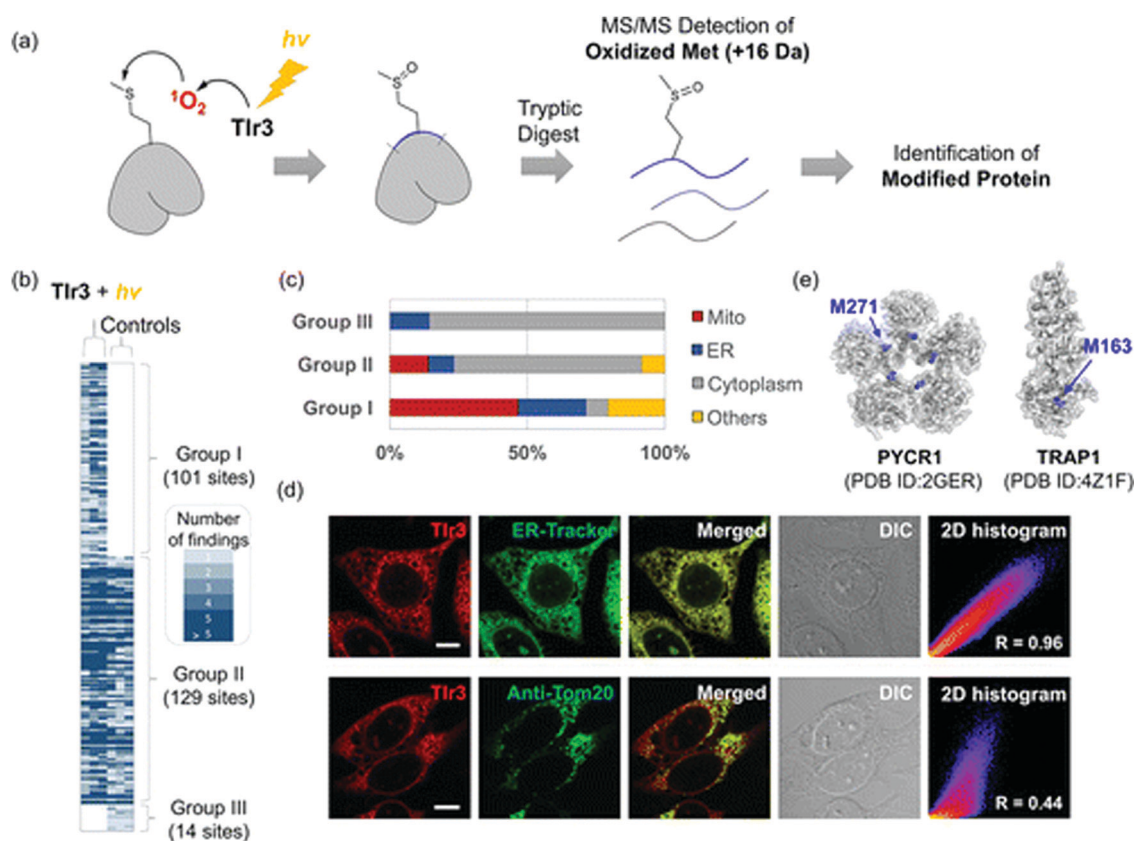 (a)
hv
¹O₂
Tlr3
Tryptic
Digest
MS/MS Detection of
Oxidized Met (+16 Da)
Identification of
Modified Protein
S
S
O
S
O
(b)
Tlr3 + hv
Controls
Group I
(101 sites)
Number
of findings
1
2
3
4
5
> 5
Group II
(129 sites)
Group III
(14 sites)
(c)
Group III
Group II
Group I
0%
50%
100%
Mito
ER
Cytoplasm
Others
(d)
Tlr3
ER-Tracker
Merged
DIC
2D histogram
R = 0.96
Tlr3
Anti-Tom20
Merged
DIC
2D histogram
R = 0.44
(e)
M271
M163
PYCR1
(PDB ID:2GER)
TRAP1
(PDB ID:4Z1F)